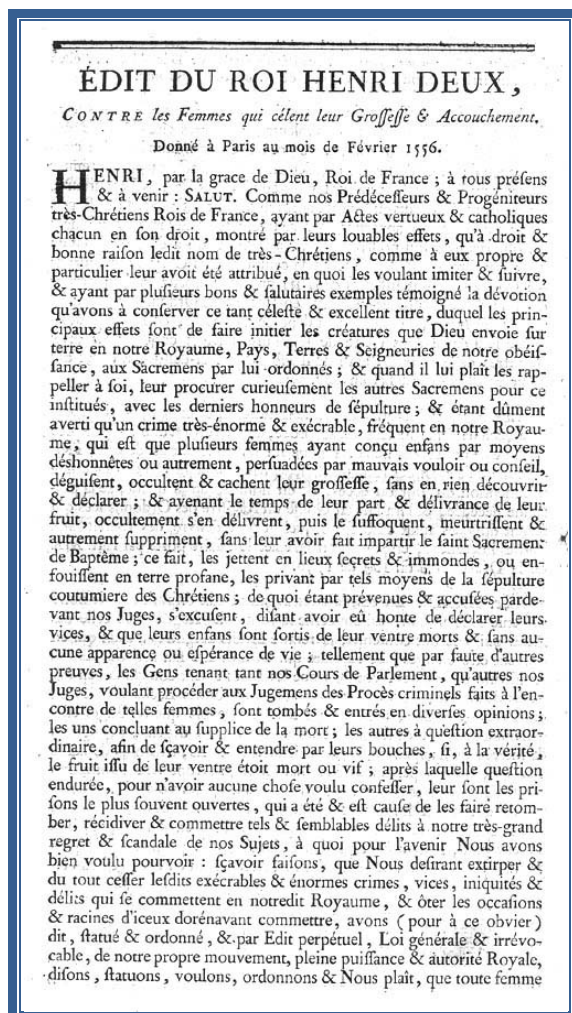 ÉDIT DU ROI HENRI DEUX,
CONTRE les Femmes qui célent leur Groſſeſſe & Accouchement.
Donné à Paris au mois de Février 1556.
HENRI, par la grace de Dieu, Roi de France ; à tous préſens
& à venir : SALUT. Comme nos Prédéceſſeurs & Progéniteurs
très-Chrétiens Rois de France, ayant par Actes vertueux & catholiques
chacun en ſon droit, montré par leurs louables effets, qu'à droit &
bonne raiſon ledit nom de très-Chrétiens, comme à eux propre &
particulier leur avoit été attribué, en quoi les voulant imiter & ſuivre,
& ayant par pluſieurs bons & ſalutaires exemples témoigné la dévotion
qu'avons à conſerver ce tant céleſte & excellent titre, duquel les prin-
cipaux effets ſont de faire initier les créatures que Dieu envoie ſur
terre en notre Royaume, Pays, Terres & Seigneuries de notre obéiſ-
ſance, aux Sacremens par lui ordonnés ; & quand il lui plaît les rap-
peller à ſoi, leur procurer curieuſement les autres Sacremens pour ce
inſtitués, avec les derniers honneurs de ſépulture ; & étant dûment
averti qu'un crime très-énorme & exécrable, fréquent en notre Royau-
me, qui eſt que pluſieurs femmes ayant conçu enfans par moyens
déshonnêtes ou autrement, perſuadées par mauvais vouloir ou conſeil,
déguiſent, occultent & cachent leur groſſeſſe, ſans en rien découvrir
& déclarer ; & avenant le temps de leur part & délivrance de leur
fruit, occultement s'en délivrent, puis le ſuffoquent, meurtriſſent &
autrement ſuppriment, ſans leur avoir fait impartir le ſaint Sacrement
de Baptême ; ce fait, les jettent en lieux ſecrets & immondes, ou en-
fouiſſent en terre profane, les privant par tels moyens de la ſépulture
coutumiere des Chrétiens ; de quoi étant prévenues & accuſées parde-
vant nos Juges, s'excuſent, diſant avoir eû honte de déclarer leurs
vices, & que leurs enfans ſont ſortis de leur ventre morts & ſans au-
cune apparence ou eſpérance de vie ; tellement que par faute d'autres
preuves, les Gens tenant tant nos Cours de Parlement, qu'autres nos
Juges, voulant procéder aux Jugemens des Procès criminels faits à l'en-
contre de telles femmes, ſont tombés & entrés en diverſes opinions ;
les uns concluant au ſupplice de la mort ; les autres à queſtion extraor-
dinaire, afin de ſçavoir & entendre par leurs bouches, ſi, à la vérité,
le fruit iſſu de leur ventre étoit mort ou vif ; après laquelle queſtion
endurée, pour n'avoir aucune choſe voulu confeſſer, leur ſont les pri-
ſons le plus ſouvent ouvertes, qui a été & eſt cauſe de les faire retom-
ber, récidiver & commettre tels & ſemblables délits à notre très-grand
regret & ſcandale de nos Sujets, à quoi pour l'avenir Nous avons
bien voulu pourvoir : ſçavoir faiſons, que Nous deſirant extirper &
du tout ceſſer leſdits exécrables & énormes crimes, vices, iniquités &
délits qui ſe commettent en notredit Royaume, & ôter les occaſions
& racines d'iceux dorénavant commettre, avons (pour à ce obvier)
dit, ſtatué & ordonné, & par Edit perpétuel, Loi générale & irrévo-
cable, de notre propre mouvement, pleine puiſſance & autorité Royale,
diſons, ſtatuons, voulons, ordonnons & Nous plaît, que toute femme